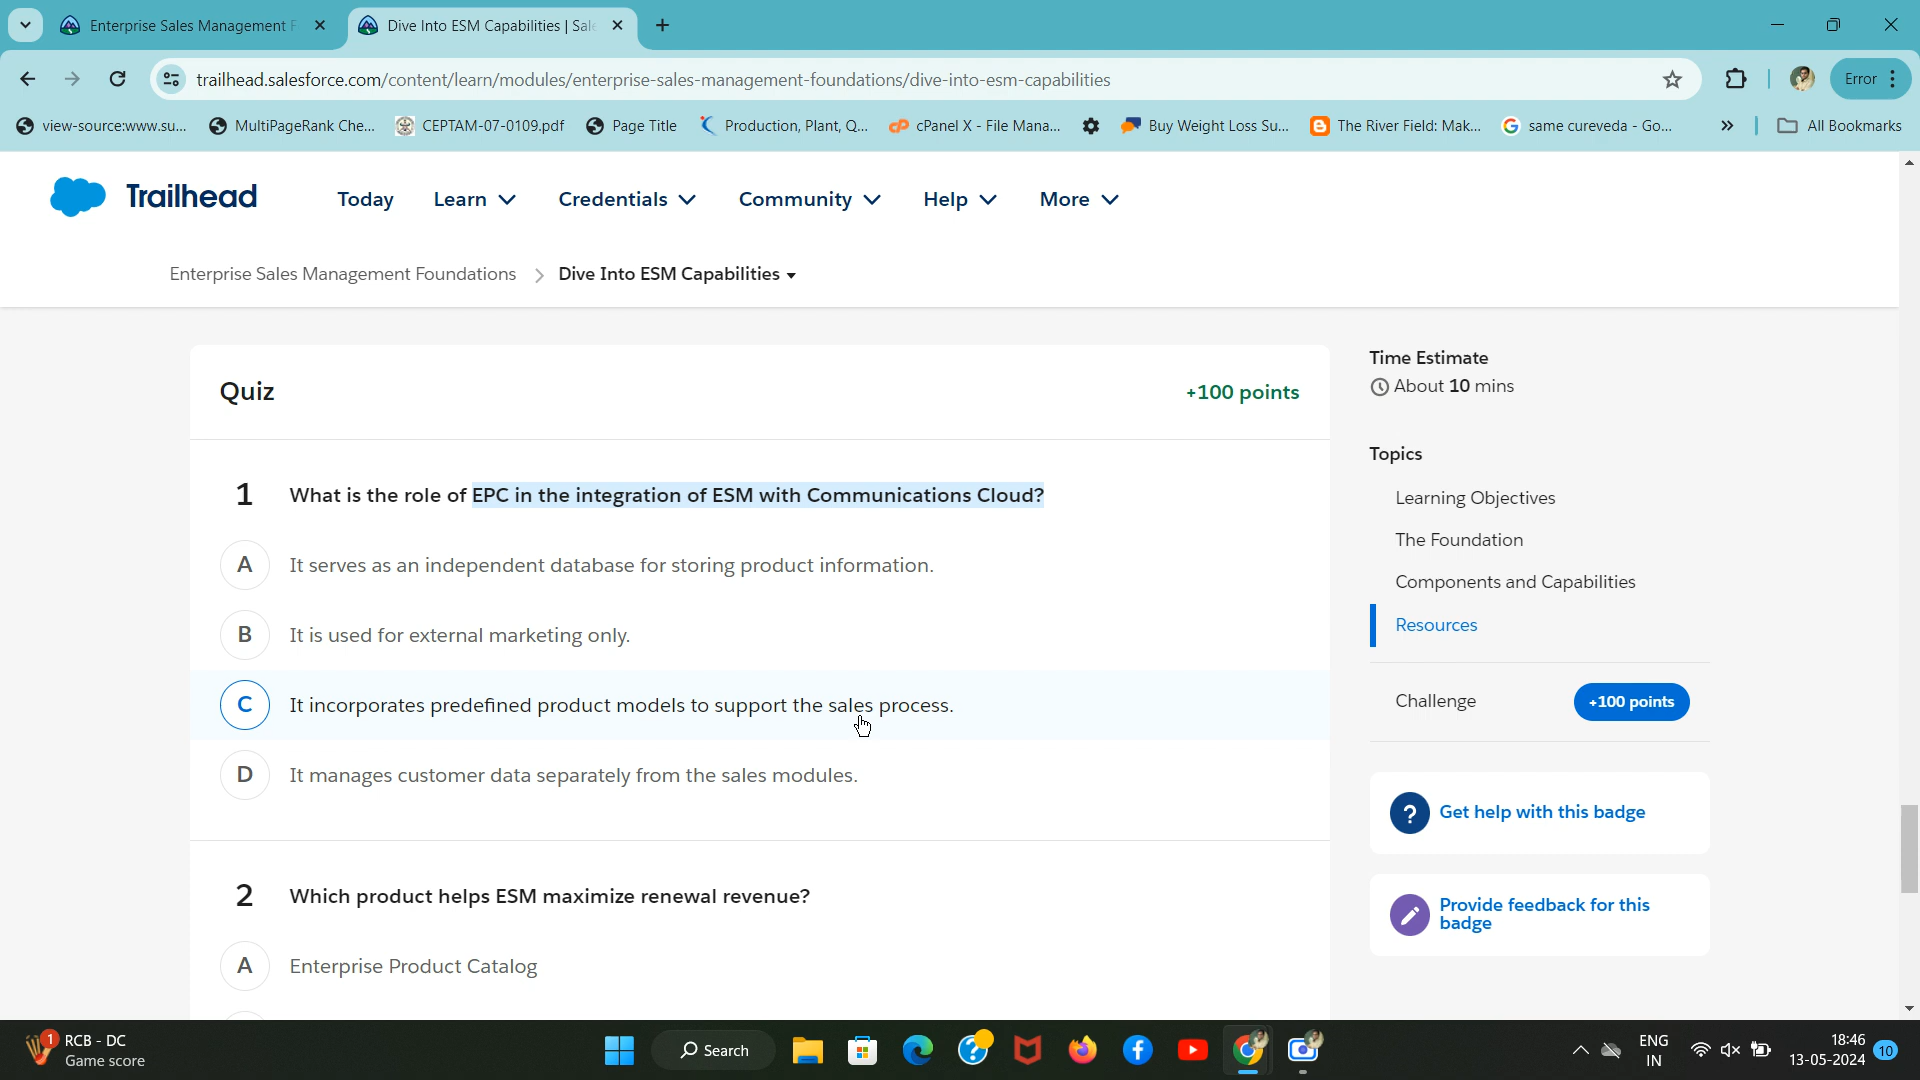 Enterprise Sales Management F
Dive Into ESM Capabilities | Sale
trailhead.salesforce.com/content/learn/modules/enterprise-sales-management-foundations/dive-into-esm-capabilities
Error
view-source:www.su...
MultiPageRank Che...
CEPTAM-07-0109.pdf
Page Title
Production, Plant, Q...
cPanel X - File Mana...
Buy Weight Loss Su...
The River Field: Mak...
same cureveda - Go...
All Bookmarks
Trailhead
Today
Learn
Credentials
Community
Help
More
Enterprise Sales Management Foundations
Dive Into ESM Capabilities
Quiz
+100 points
1 What is the role of EPC in the integration of ESM with Communications Cloud?
A It serves as an independent database for storing product information.
B It is used for external marketing only.
C It incorporates predefined product models to support the sales process.
D It manages customer data separately from the sales modules.
2 Which product helps ESM maximize renewal revenue?
A Enterprise Product Catalog
Time Estimate
About 10 mins
Topics
Learning Objectives
The Foundation
Components and Capabilities
Resources
Challenge
+100 points
? Get help with this badge
Provide feedback for this
badge
1
RCB - DC
Game score
Search
ENG
IN
18:46
13-05-2024
10